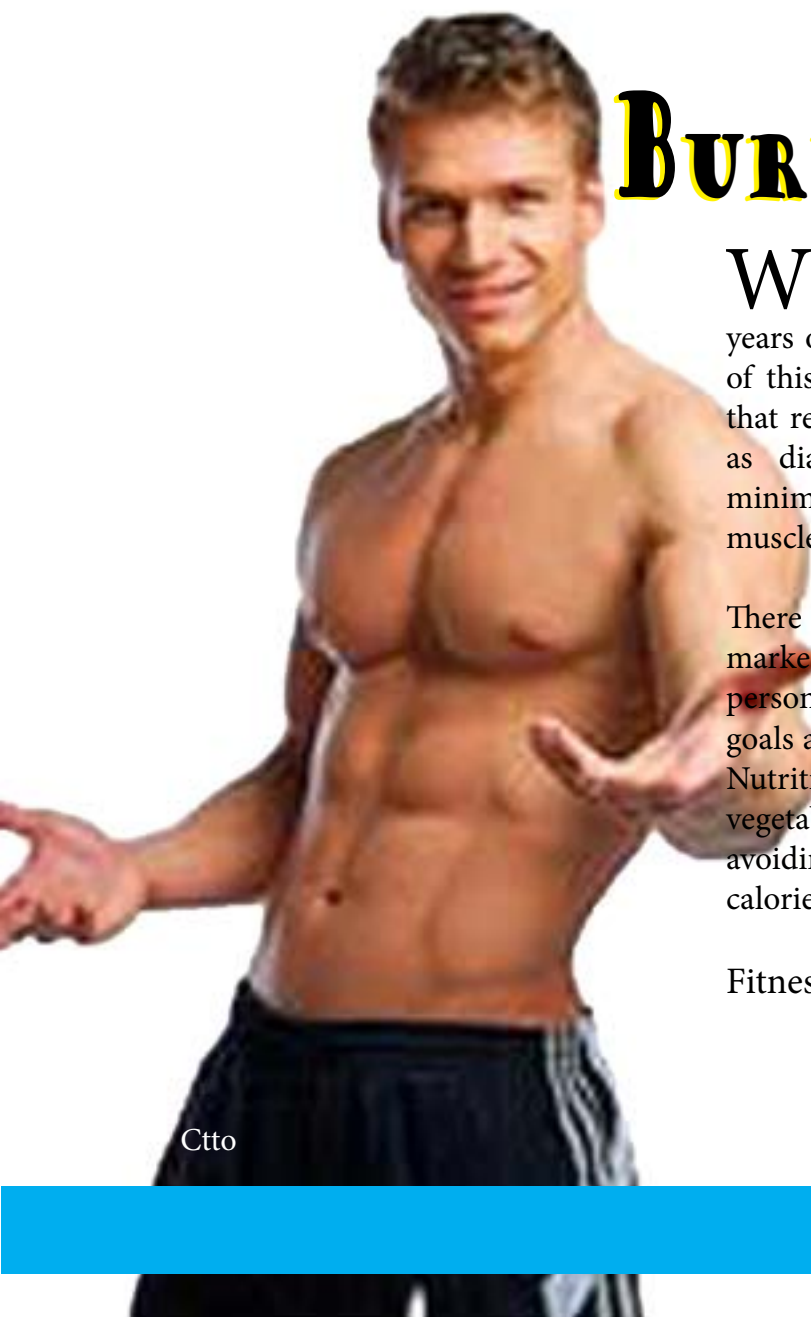 Bur
W
years o
of this
that re
as dia
minim
muscle
There
marke
person
goals a
Nutriti
vegetab
avoidin
calorie
Fitnes
Ctto